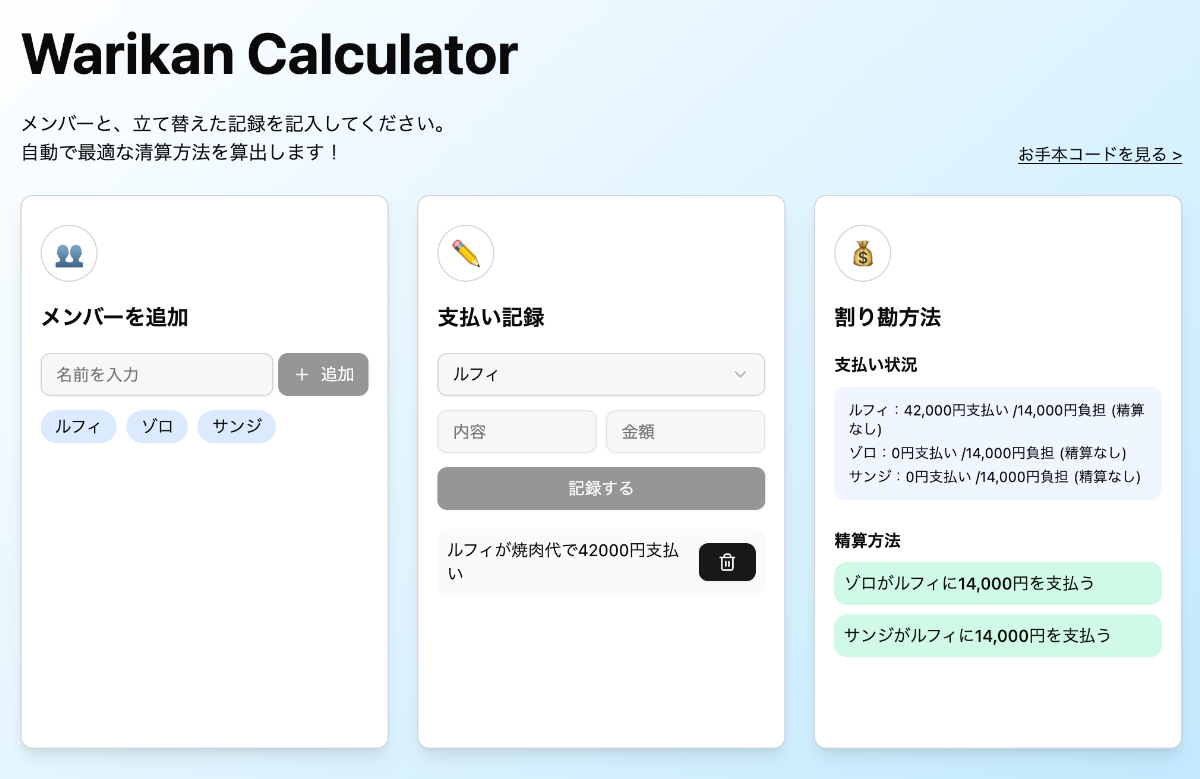 Warikan Calculator
メンバーと、立て替えた記録を記入してください。
自動で最適な清算方法を算出します！
お手本コードを見る >
メンバーを追加
名前を入力
＋ 追加
ルフィ ゾロ サンジ
支払い記録
ルフィ
内容 金額
記録する
ルフィが焼肉代で42000円支払
い
割り勘方法
支払い状況
ルフィ：42,000円支払い /14,000円負担 (精算
なし)
ゾロ：0円支払い /14,000円負担 (精算なし)
サンジ：0円支払い /14,000円負担 (精算なし)
精算方法
ゾロがルフィに14,000円を支払う
サンジがルフィに14,000円を支払う